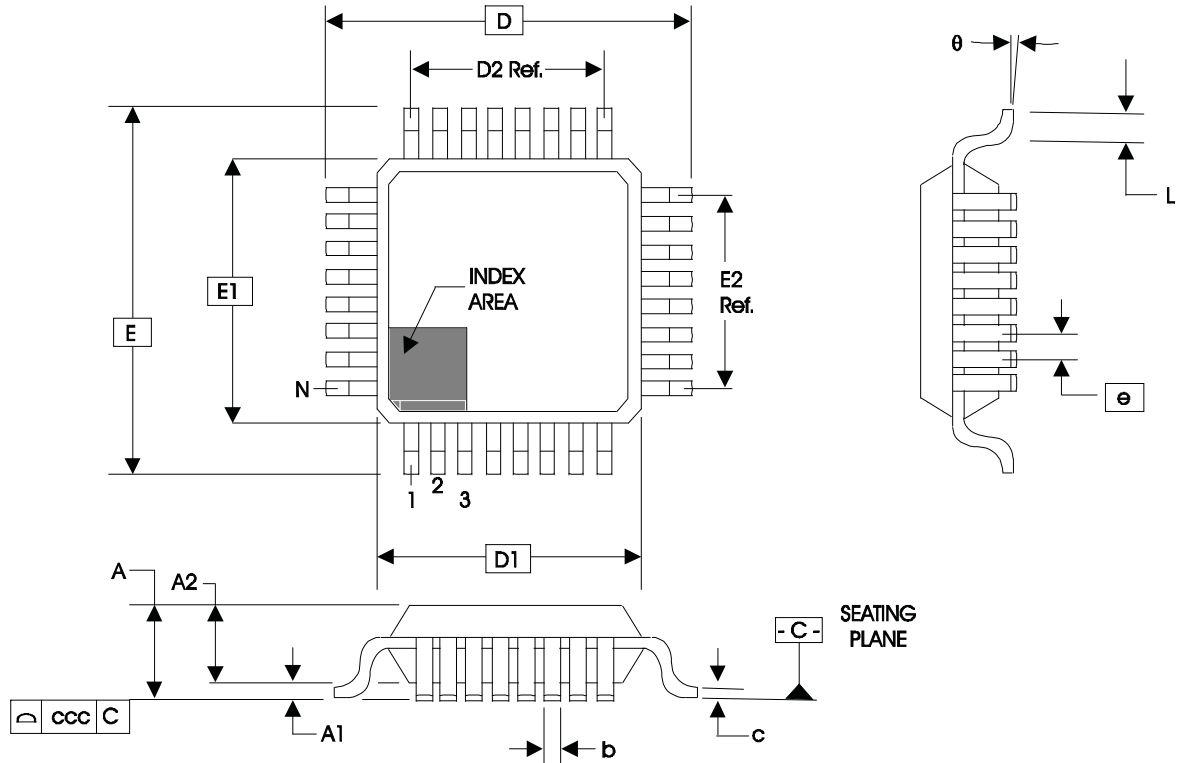 D
θ
D2 Ref.
L
INDEX
AREA
E2
Ref.
E1
E
N
e
1
2
3
D1
A
A2
SEATING
PLANE
- C -
ccc C
A1
b
c